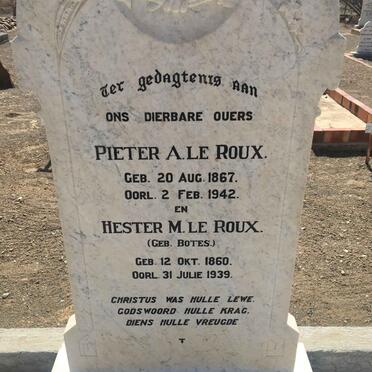 Ter gedagtenis aan
ONS DIERBARE OUERS
PIETER A. LE ROUX.
GEB. 20 AUG. 1867.
OORL. 2 FEB. 1942.
EN
HESTER M. LE ROUX.
(GEB. BOTES.)
GEB. 12 OKT. 1860.
OORL. 31 JULIE 1939.
CHRISTUS WAS HULLE LEWE,
GODSWOORD HULLE KRAG,
DIENS HULLE VREUGDE